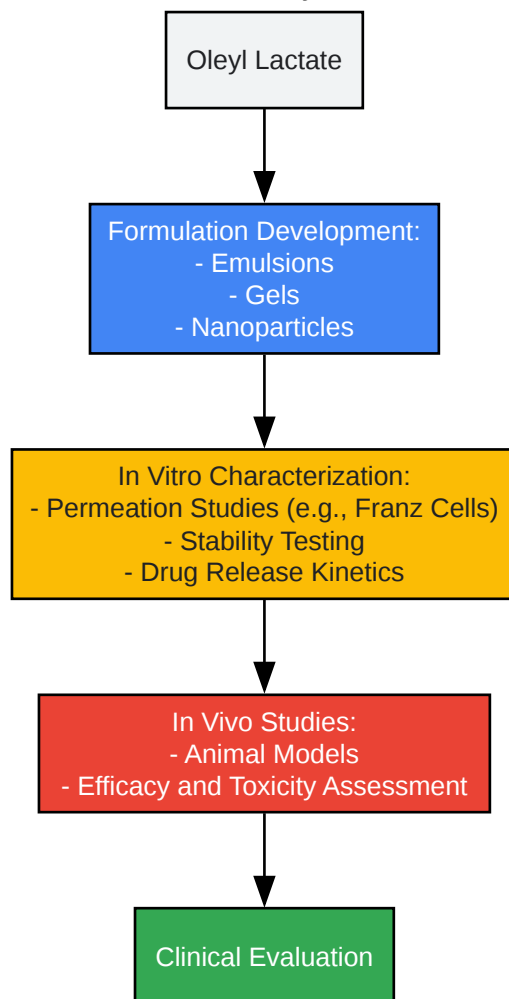 Oleyl Lactate
Formulation Development:
- Emulsions
- Gels
- Nanoparticles
In Vitro Characterization:
- Permeation Studies (e.g., Franz Cells)
- Stability Testing
- Drug Release Kinetics
In Vivo Studies:
- Animal Models
- Efficacy and Toxicity Assessment
Clinical Evaluation